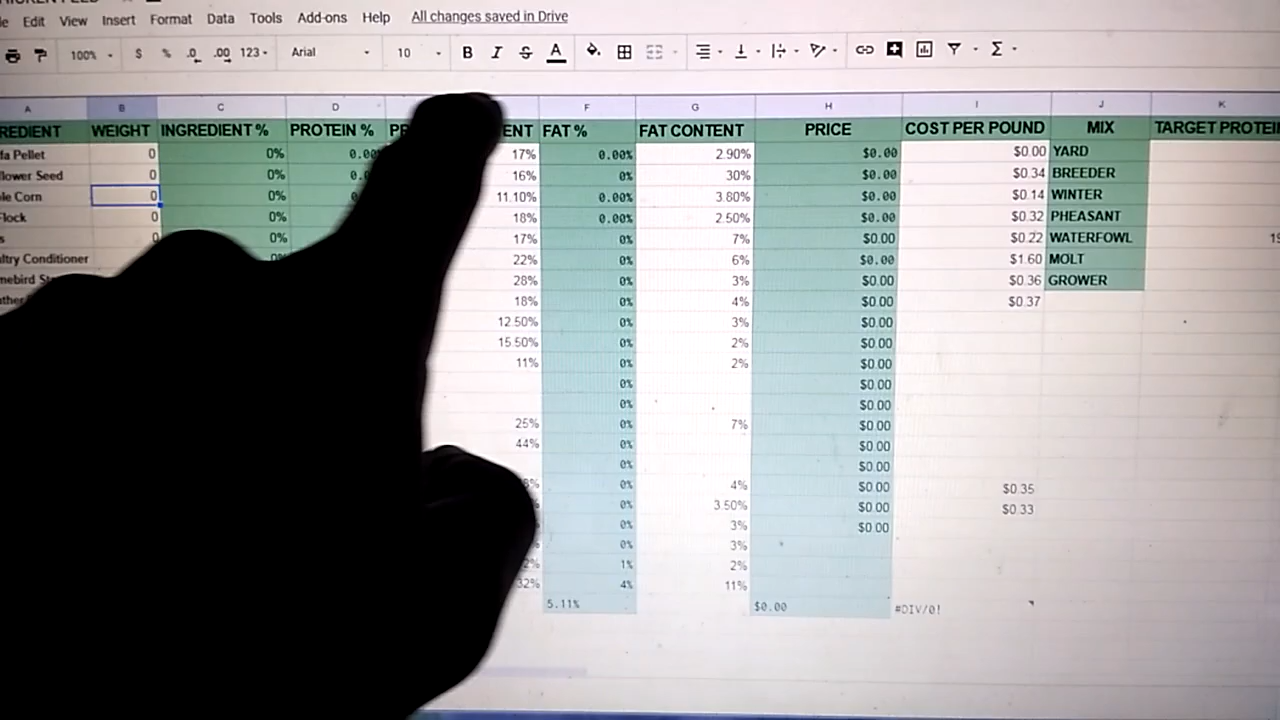 Edit View Insert Format Data Tools Add-ons Help All changes saved in Drive
100% $ % .0 .00 123 Arial 10 B I S A
A B C D F G H I J K
WEIGHT INGREDIENT % PROTEIN % ENT FAT % FAT CONTENT PRICE COST PER POUND MIX TARGET
Pellet 0 0% 17% 0.00% 2.90% $0.00 $0.00 YARD
Seed 0 0% 16% 0% 30% $0.00 $0.34 BREEDER
Corn 0 0% 11.10% 0.00% 3.80% $0.00 $0.14 WINTER
0 0% 18% 0.00% 2.50% $0.00 $0.32 PHEASANT
0 0% 17% 0% 7% $0.00 $0.22 WATERFOWL
Conditioner 22% 0% 6% $0.00 $1.60 MOLT
28% 0% 3% $0.00 $0.36 GROWER
18% 0% 4% $0.00 $0.37
12.50% 0% 3% $0.00
15.50% 0% 2% $0.00
11% 0% 2% $0.00
0% $0.00
0% $0.00
25% 0% 7% $0.00
44% 0% $0.00
0% $0.00
0% 4% $0.00 $0.35
0% 3.50% $0.00 $0.33
0% 3% $0.00
0% 3%
1% 2%
32% 4% 11%
5.11% $0.00 #DIV/0!